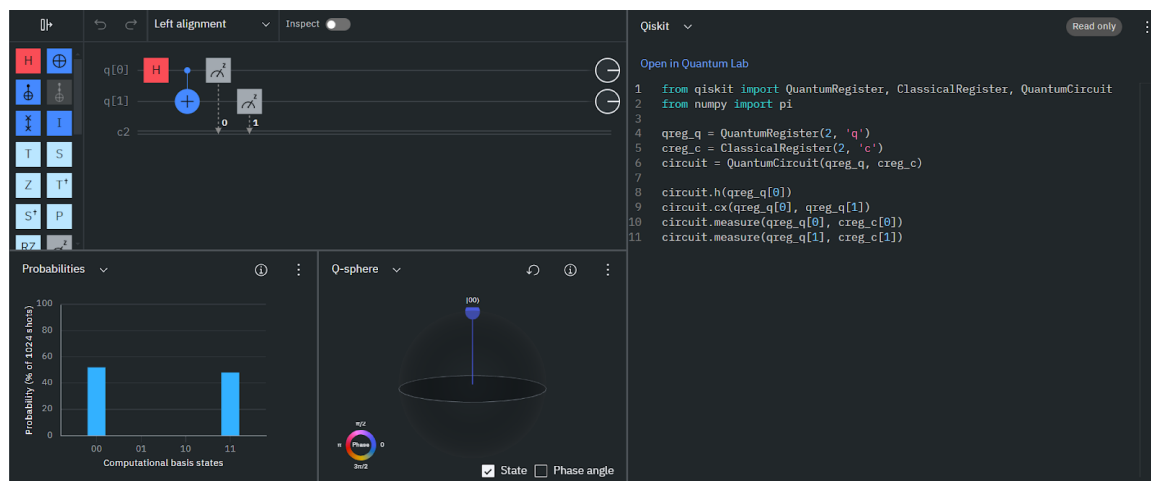 Left alignment
Inspect
H
I
T
S
Z
T†
S†
P
RZ
z
q[0]
H
z
q[1]
z
c2
0
1
Qiskit
Read only
Open in Quantum Lab
1 from qiskit import QuantumRegister, ClassicalRegister, QuantumCircuit
2 from numpy import pi
3
4 qreg_q = QuantumRegister(2, 'q')
5 creg_c = ClassicalRegister(2, 'c')
6 circuit = QuantumCircuit(qreg_q, creg_c)
7
8 circuit.h(qreg_q[0])
9 circuit.cx(qreg_q[0], qreg_q[1])
10 circuit.measure(qreg_q[0], creg_c[0])
11 circuit.measure(qreg_q[1], creg_c[1])
Probabilities
Probability (% of 1024 shots)
100
80
60
40
20
0
00 01 10 11
Computational basis states
Q-sphere
|00⟩
π/2
π Phase 0
3π/2
State Phase angle